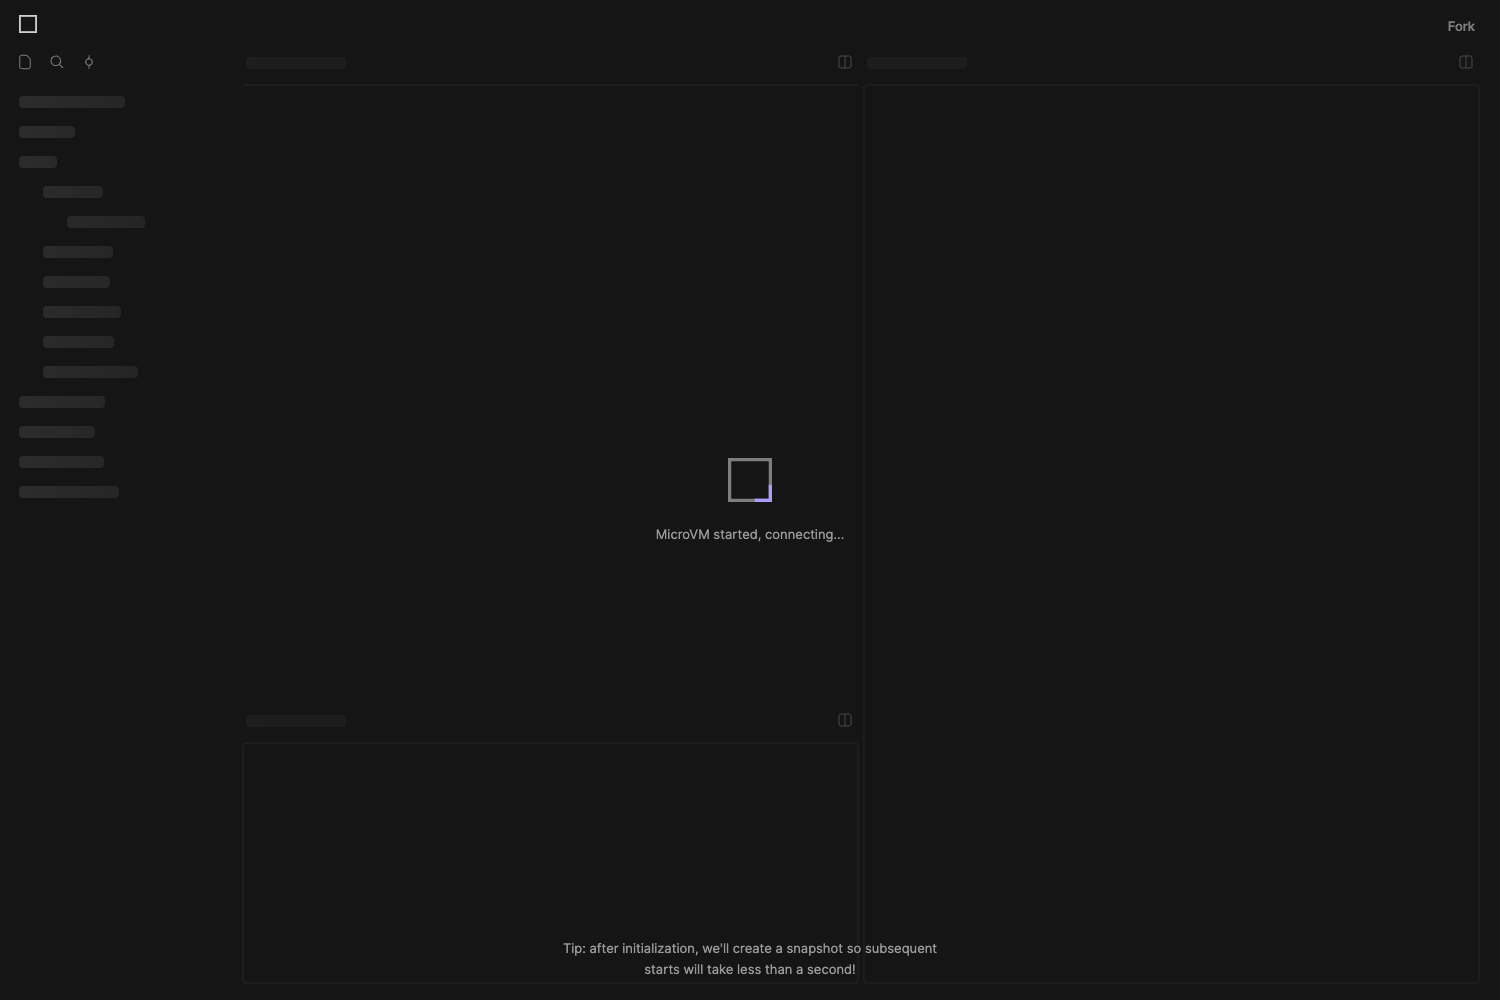 Fork
MicroVM started, connecting...
Tip: after initialization, we'll create a snapshot so subsequent
starts will take less than a second!